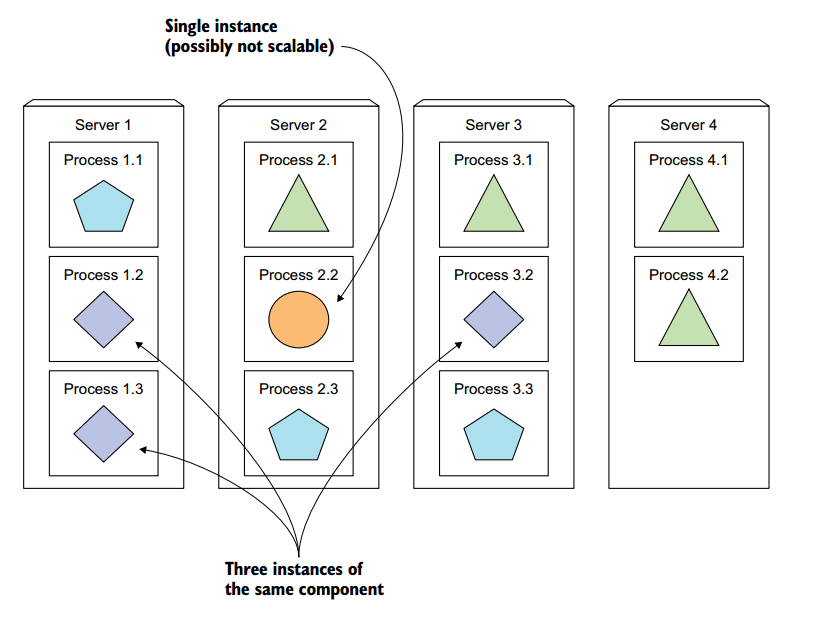 Single instance
(possibly not scalable)
Server 1
Process 1.1
Process 1.2
Process 1.3
Server 2
Process 2.1
Process 2.2
Process 2.3
Server 3
Process 3.1
Process 3.2
Process 3.3
Server 4
Process 4.1
Process 4.2
Three instances of
the same component